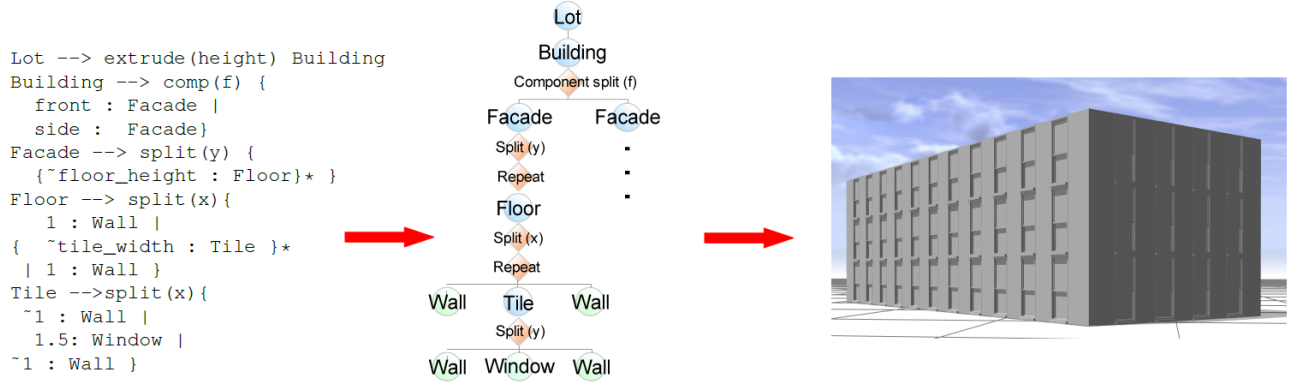 Lot --> extrude(height) Building
Building --> comp(f) {
front : Facade |
side : Facade}
Facade --> split(y) {
{˜floor_height : Floor}* }
Floor --> split(x){
1 : Wall |
{ ˜tile_width : Tile }*
| 1 : Wall }
Tile -->split(x){
˜1 : Wall |
1.5: Window |
˜1 : Wall }
Lot
Building
Component split (f)
Facade Facade
Split (y)
Repeat
Floor
Split (x)
Repeat
Wall Tile Wall
Split (y)
Wall Window Wall